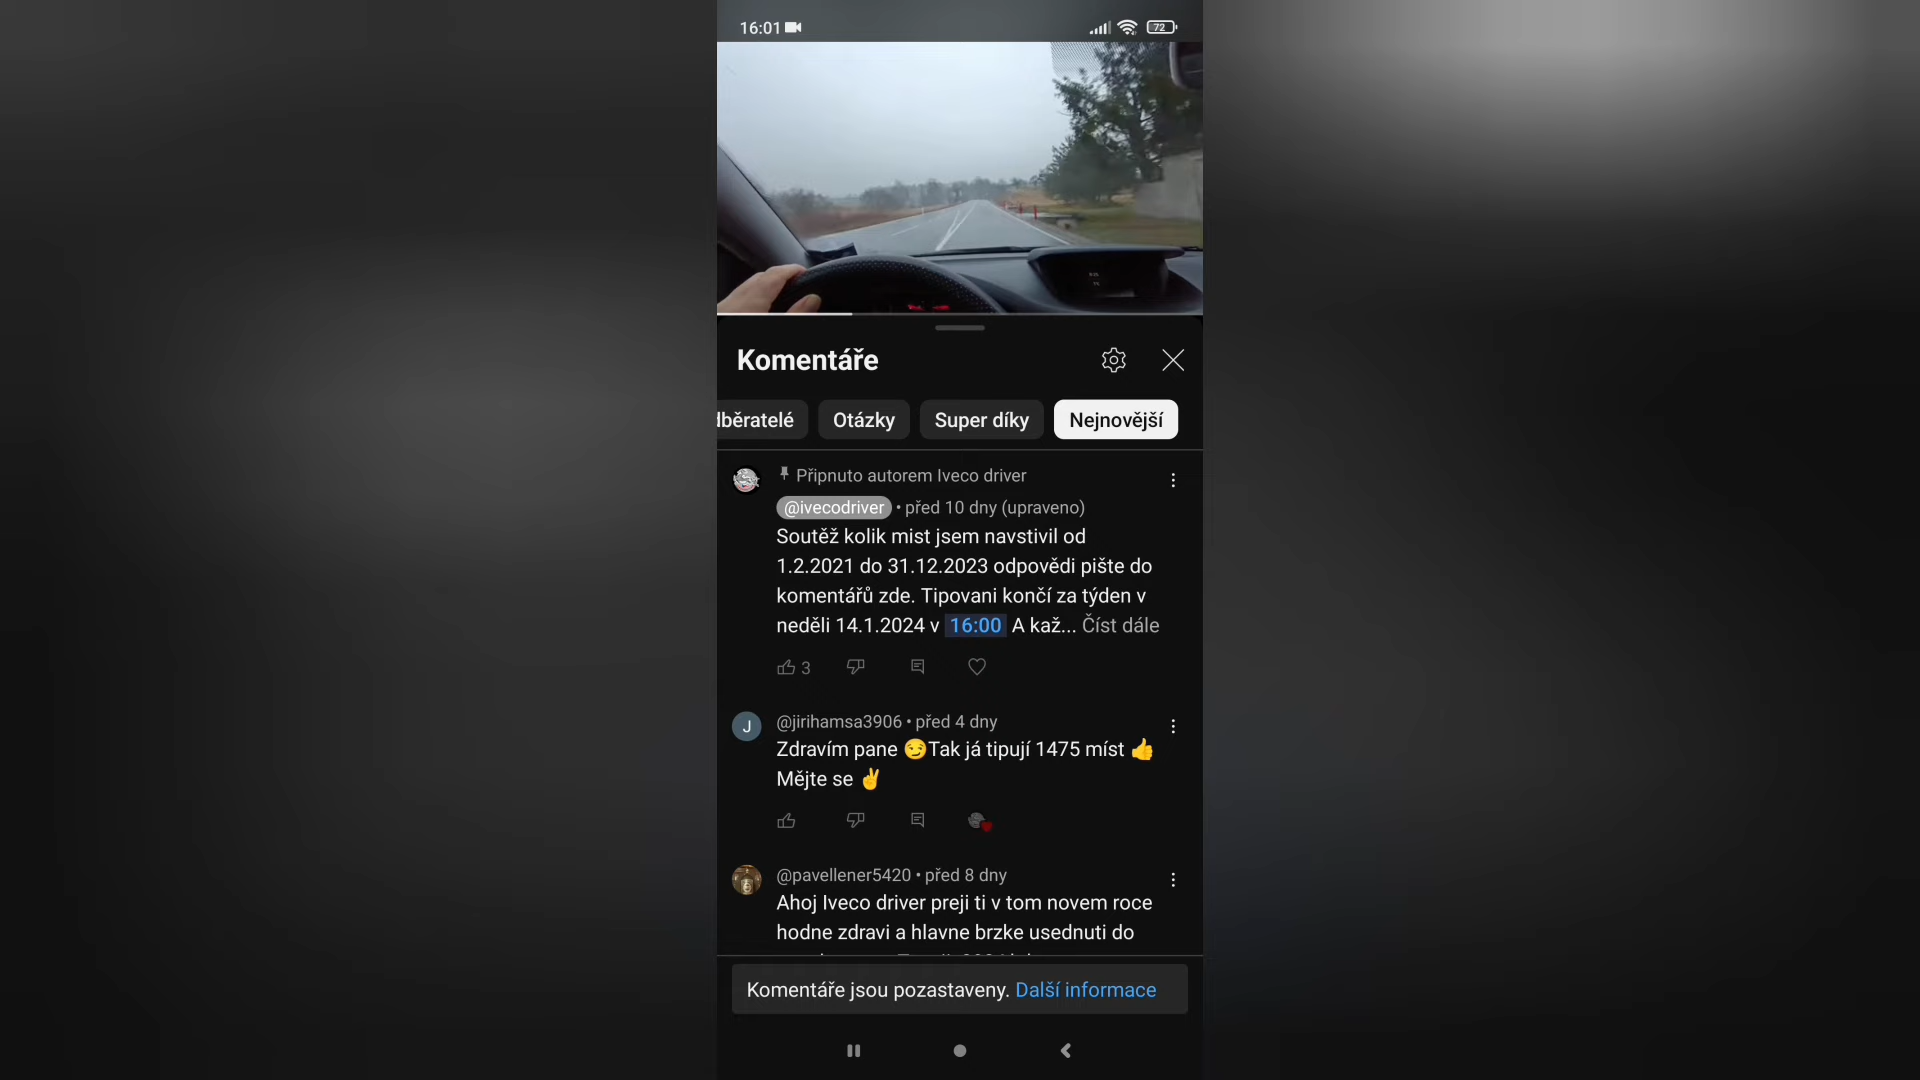 16:01
72
Komentáře
dběratelé Otázky Super díky Nejnovější
Připnuto autorem Iveco driver
@ivecodriver • před 10 dny (upraveno)
Soutěž kolik mist jsem navstivil od
1.2.2021 do 31.12.2023 odpovědi pište do
komentářů zde. Tipovani končí za týden v
neděli 14.1.2024 v 16:00 A kaž... Číst dále
3
J
@jirihamsa3906 • před 4 dny
Zdravím pane 😏Tak já tipují 1475 míst 👍
Mějte se ✌
@pavellener5420 • před 8 dny
Ahoj Iveco driver preji ti v tom novem roce
hodne zdravi a hlavne brzke usednuti do
Komentáře jsou pozastaveny. Další informace